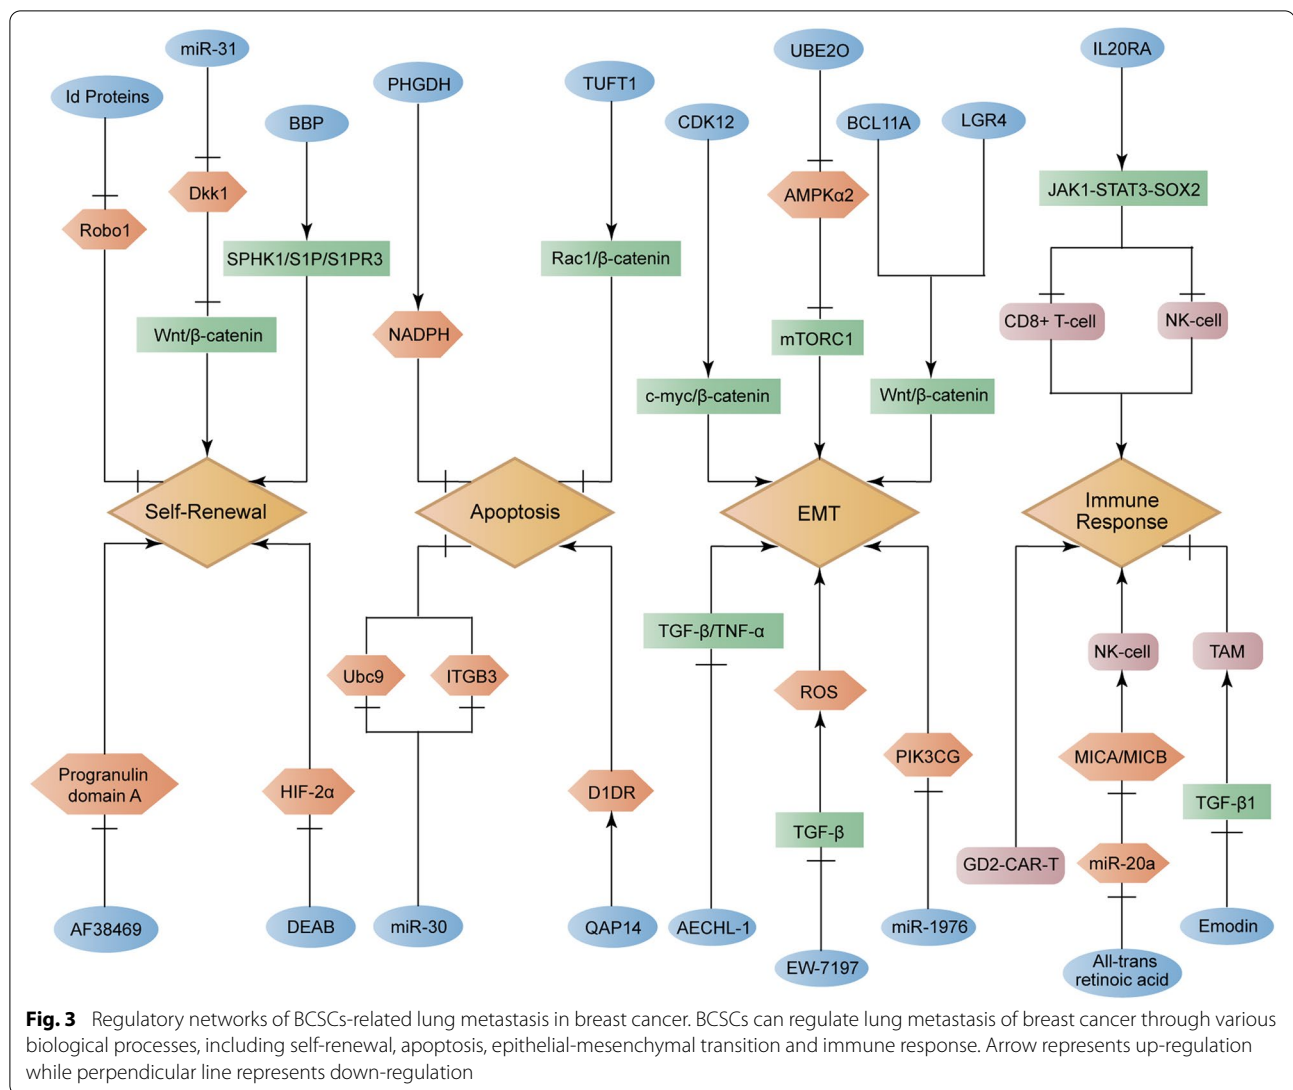 miR-31
UBE2O
IL20RA
Id Proteins
PHGDH
TUFT1
BBP
CDK12
BCL11A
LGR4
Dkk1
AMPKα2
JAK1-STAT3-SOX2
Robo1
SPHK1/S1P/S1PR3
Rac1/β-catenin
CD8+ T-cell
NK-cell
Wnt/β-catenin
NADPH
mTORC1
c-myc/β-catenin
Wnt/β-catenin
Self-Renewal
Apoptosis
EMT
Immune
Response
TGF-β/TNF-α
NK-cell
TAM
Ubc9
ITGB3
ROS
Progranulin
domain A
HIF-2α
D1DR
PIK3CG
MICA/MICB
TGF-β1
TGF-β
GD2-CAR-T
miR-20a
AF38469
DEAB
miR-30
QAP14
AECHL-1
miR-1976
Emodin
EW-7197
All-trans
retinoic acid
Fig. 3 Regulatory networks of BCSCs-related lung metastasis in breast cancer. BCSCs can regulate lung metastasis of breast cancer through various
biological processes, including self-renewal, apoptosis, epithelial-mesenchymal transition and immune response. Arrow represents up-regulation
while perpendicular line represents down-regulation